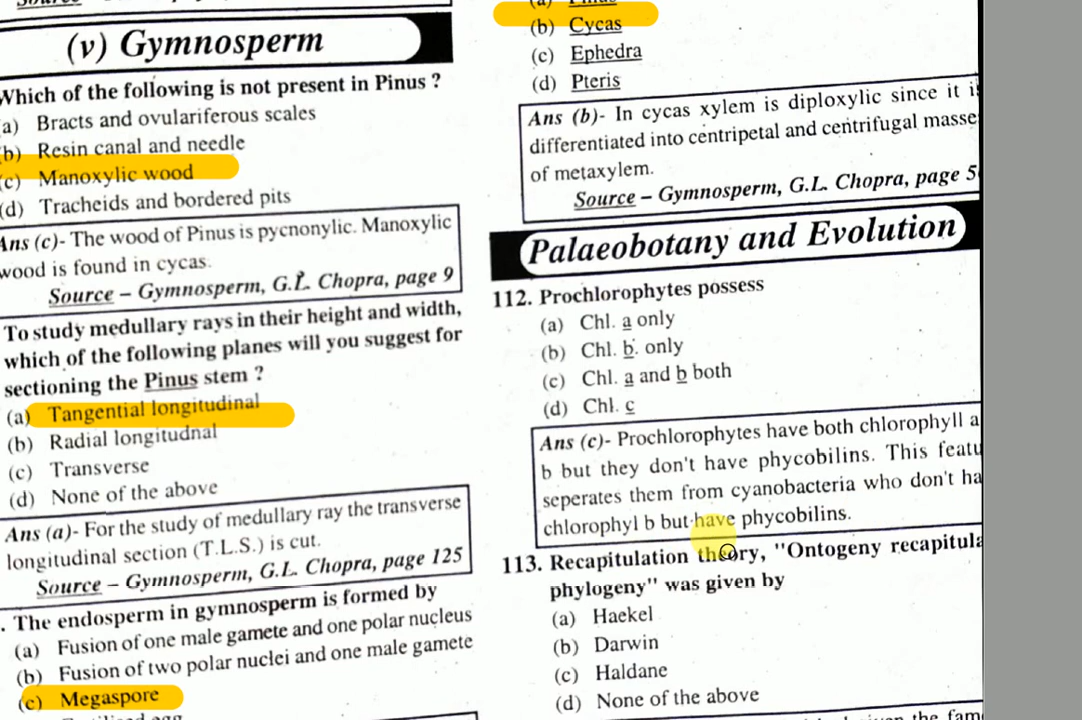 (v) Gymnosperm
Which of the following is not present in Pinus ?
(a) Bracts and ovulariferous scales
(b) Resin canal and needle
(c) Manoxylic wood
(d) Tracheids and bordered pits
Ans (c)- The wood of Pinus is pycnonylic. Manoxylic
wood is found in cycas.
Source – Gymnosperm, G.L. Chopra, page 9
To study medullary rays in their height and width,
which of the following planes will you suggest for
sectioning the Pinus stem ?
(a) Tangential longitudinal
(b) Radial longitudnal
(c) Transverse
(d) None of the above
Ans (a)- For the study of medullary ray the transverse
longitudinal section (T.L.S.) is cut.
Source – Gymnosperm, G.L. Chopra, page 125
. The endosperm in gymnosperm is formed by
(a) Fusion of one male gamete and one polar nucleus
(b) Fusion of two polar nuclei and one male gamete
(c) Megaspore
(b) Cycas
(c) Ephedra
(d) Pteris
Ans (b)- In cycas xylem is diploxylic since it is
differentiated into centripetal and centrifugal masse
of metaxylem.
Source – Gymnosperm, G.L. Chopra, page 5
Palaeobotany and Evolution
112. Prochlorophytes possess
(a) Chl. a only
(b) Chl. b. only
(c) Chl. a and b both
(d) Chl. c
Ans (c)- Prochlorophytes have both chlorophyll a
b but they don't have phycobilins. This featu
seperates them from cyanobacteria who don't ha
chlorophyl b but have phycobilins.
113. Recapitulation theory, "Ontogeny recapitula
phylogeny" was given by
(a) Haekel
(b) Darwin
(c) Haldane
(d) None of the above